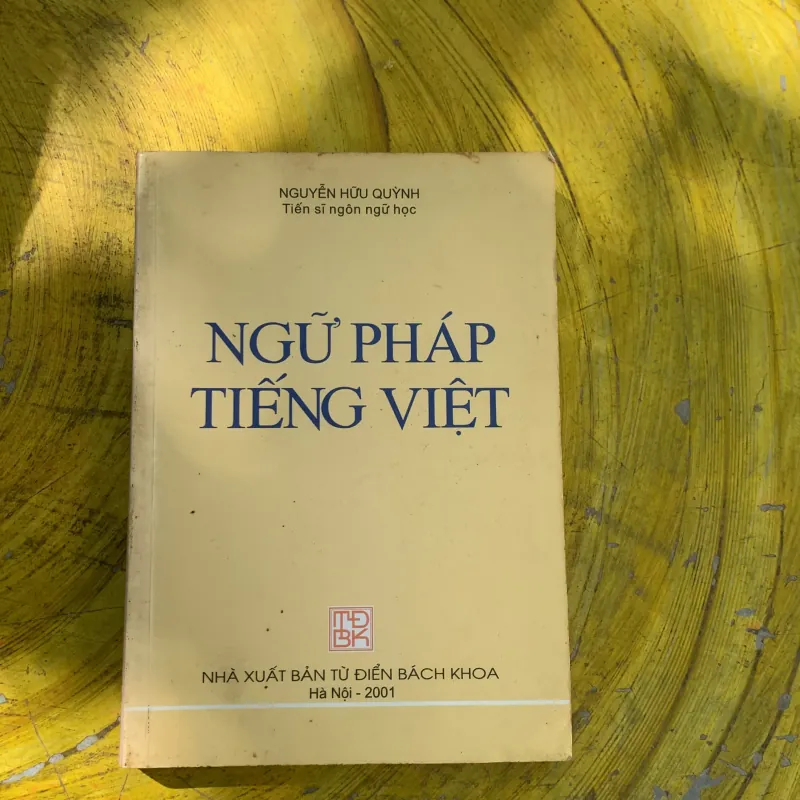 NGUYỄN HỮU QUỲNH
Tiến sĩ ngôn ngữ học
NGỮ PHÁP
TIẾNG VIỆT
TĐ
BK
NHÀ XUẤT BẢN TỪ ĐIỂN BÁCH KHOA
Hà Nội - 2001